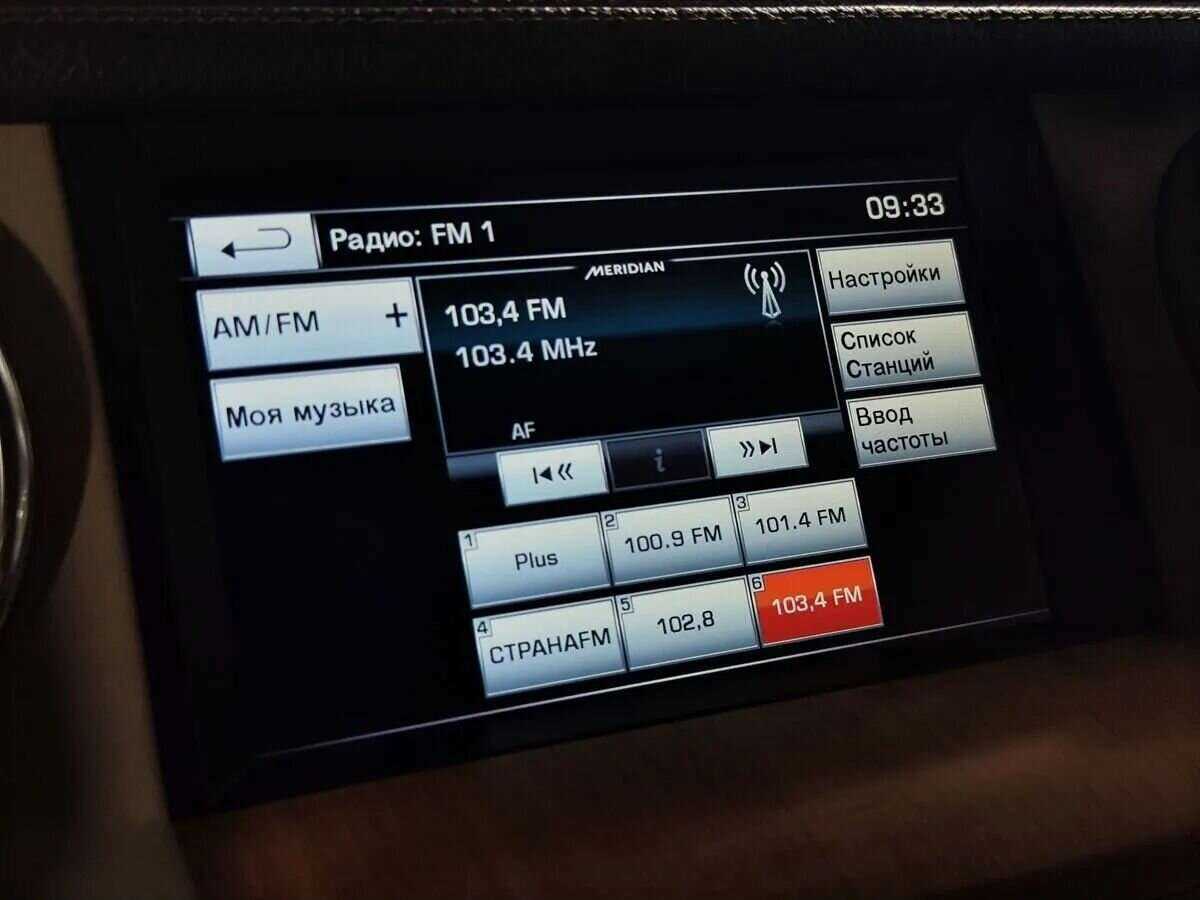 Радио: FM 1
09:33
AM/FM +
Моя музыка
MERIDIAN
103,4 FM
103.4 MHz
AF
i
Настройки
Список
Станций
Ввод
частоты
1 Plus
2 100.9 FM
3 101.4 FM
4 СТРАНАFM
5 102,8
6 103,4 FM